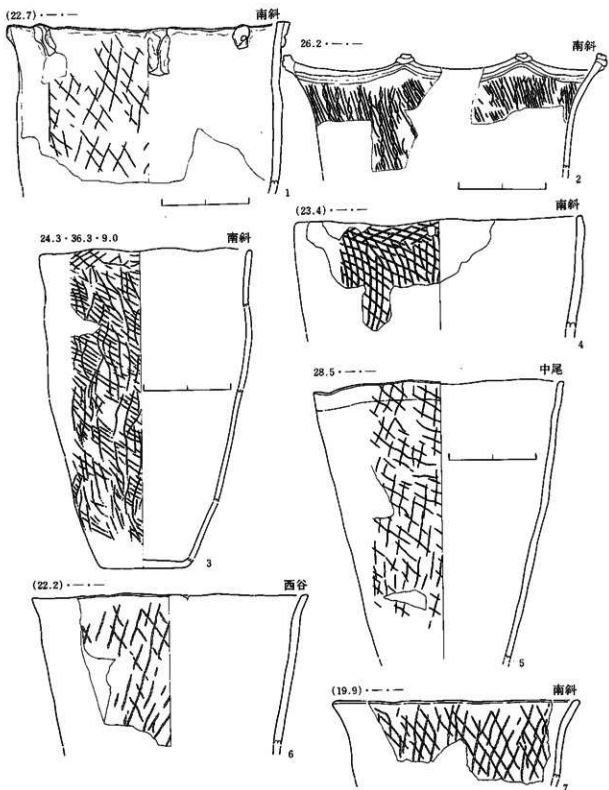 (22.7)・―・―　南斜
1
26.2・―・―　南斜
2
24.3・36.3・9.0　南斜
3
(23.4)・―・―　南斜
4
28.5・―・―　中尾
5
(22.2)・―・―　西谷
6
(19.9)・―・―　南斜
7